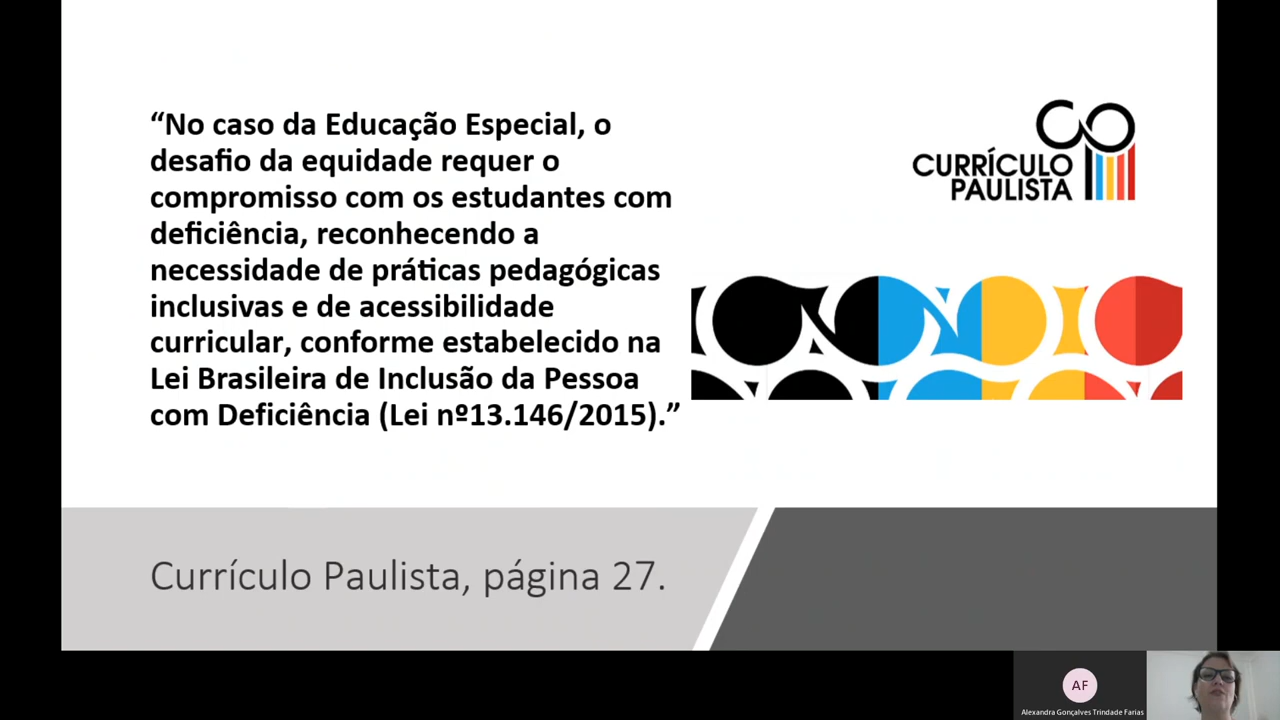 “No caso da Educação Especial, o
desafio da equidade requer o
compromisso com os estudantes com
deficiência, reconhecendo a
necessidade de práticas pedagógicas
inclusivas e de acessibilidade
curricular, conforme estabelecido na
Lei Brasileira de Inclusão da Pessoa
com Deficiência (Lei nº13.146/2015).”
CURRÍCULO
PAULISTA
Currículo Paulista, página 27.
AF
Alexandra Gonçalves Trindade Farias